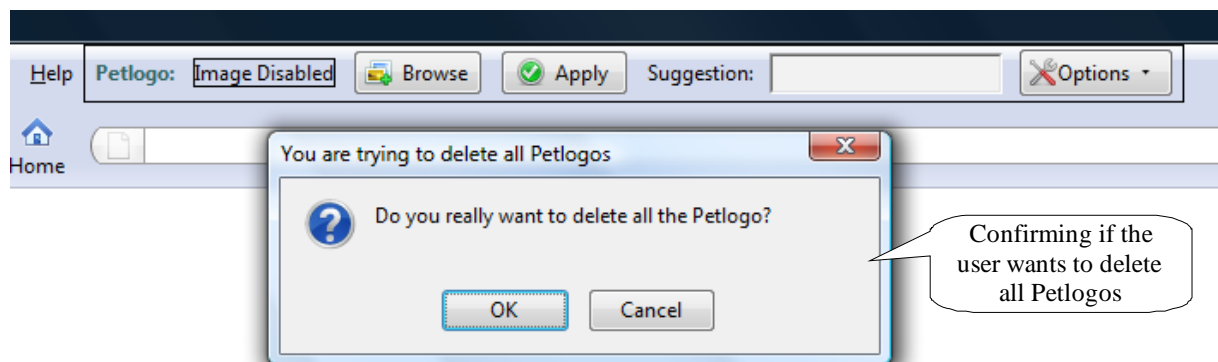 Help Petlogo: Image Disabled Browse Apply Suggestion: Options
Home
You are trying to delete all Petlogos
Do you really want to delete all the Petlogo?
OK Cancel
Confirming if the
user wants to delete
all Petlogos